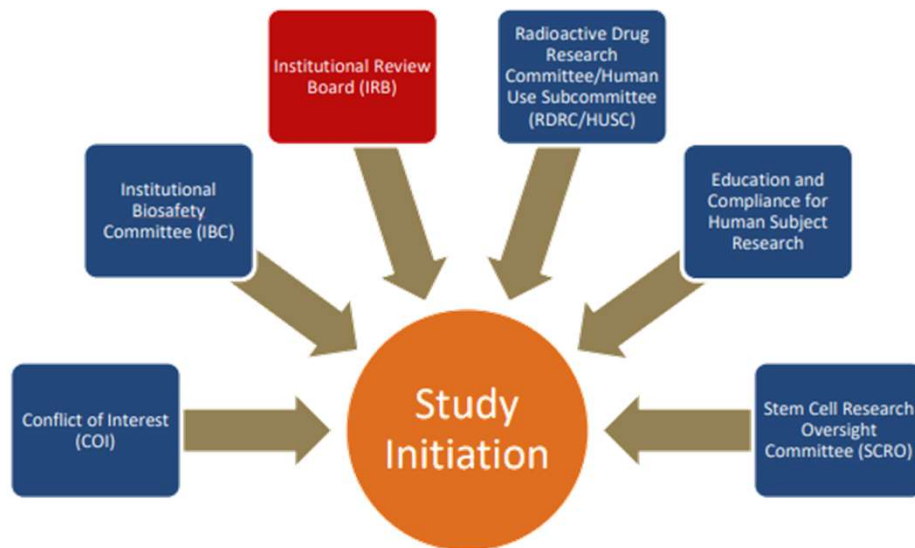 Institutional Review
Board (IRB)
Radioactive Drug
Research
Committee/Human
Use Subcommittee
(RDRC/HUSC)
Institutional
Biosafety
Committee (IBC)
Education and
Compliance for
Human Subject
Research
Conflict of Interest
(COI)
Study
Initiation
Stem Cell Research
Oversight
Committee (SCRO)